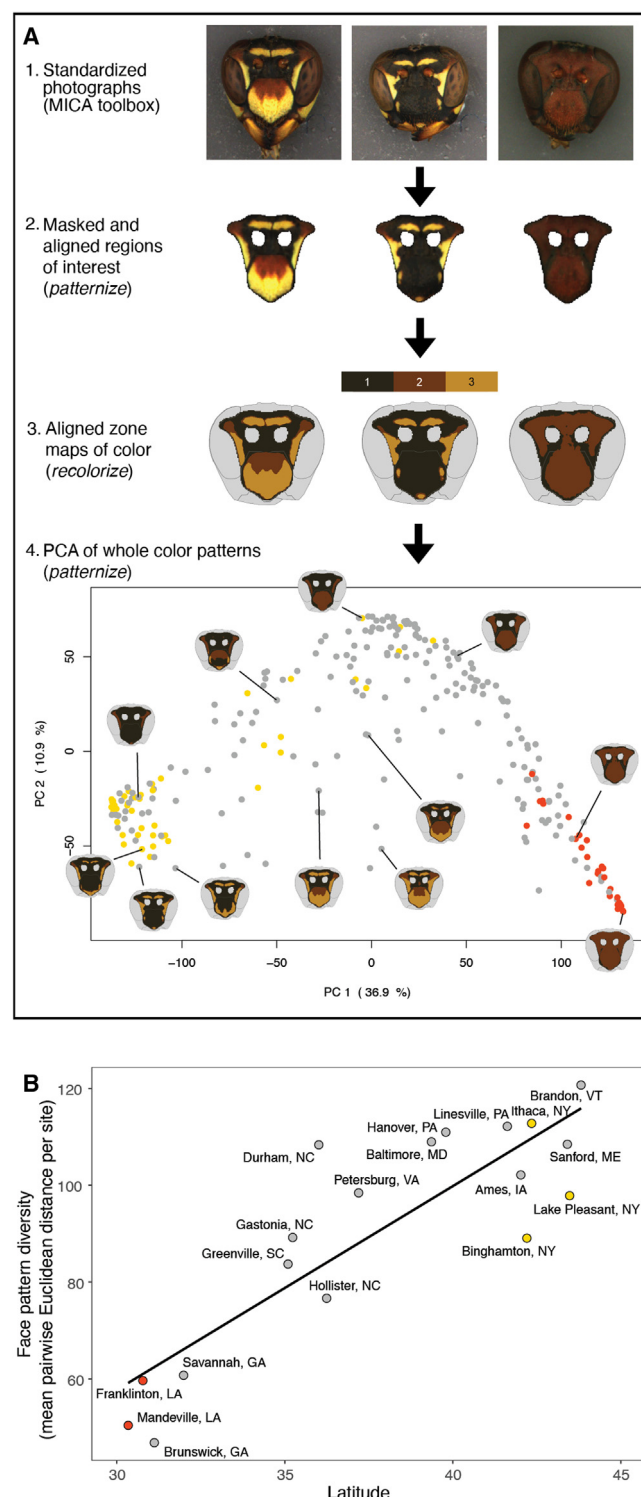 A
1. Standardized
photographs
(MICA toolbox)
2. Masked and
aligned regions
of interest
(patternize)
1 2 3
3. Aligned zone
maps of color
(recolorize)
4. PCA of whole color patterns
(patternize)
50
0
−50
PC 2 ( 10.9 %)
−100 −50 0 50 100
PC 1 ( 36.9 %)
B
120
100
80
60
Face pattern diversity
(mean pairwise Euclidean distance per site)
Brandon, VT
Linesville, PA Ithaca, NY
Hanover, PA
Baltimore, MD
Durham, NC
Sanford, ME
Petersburg, VA
Ames, IA
Lake Pleasant, NY
Gastonia, NC
Binghamton, NY
Greenville, SC
Hollister, NC
Savannah, GA
Franklinton, LA
Mandeville, LA
Brunswick, GA
30 35 40 45
Latitude